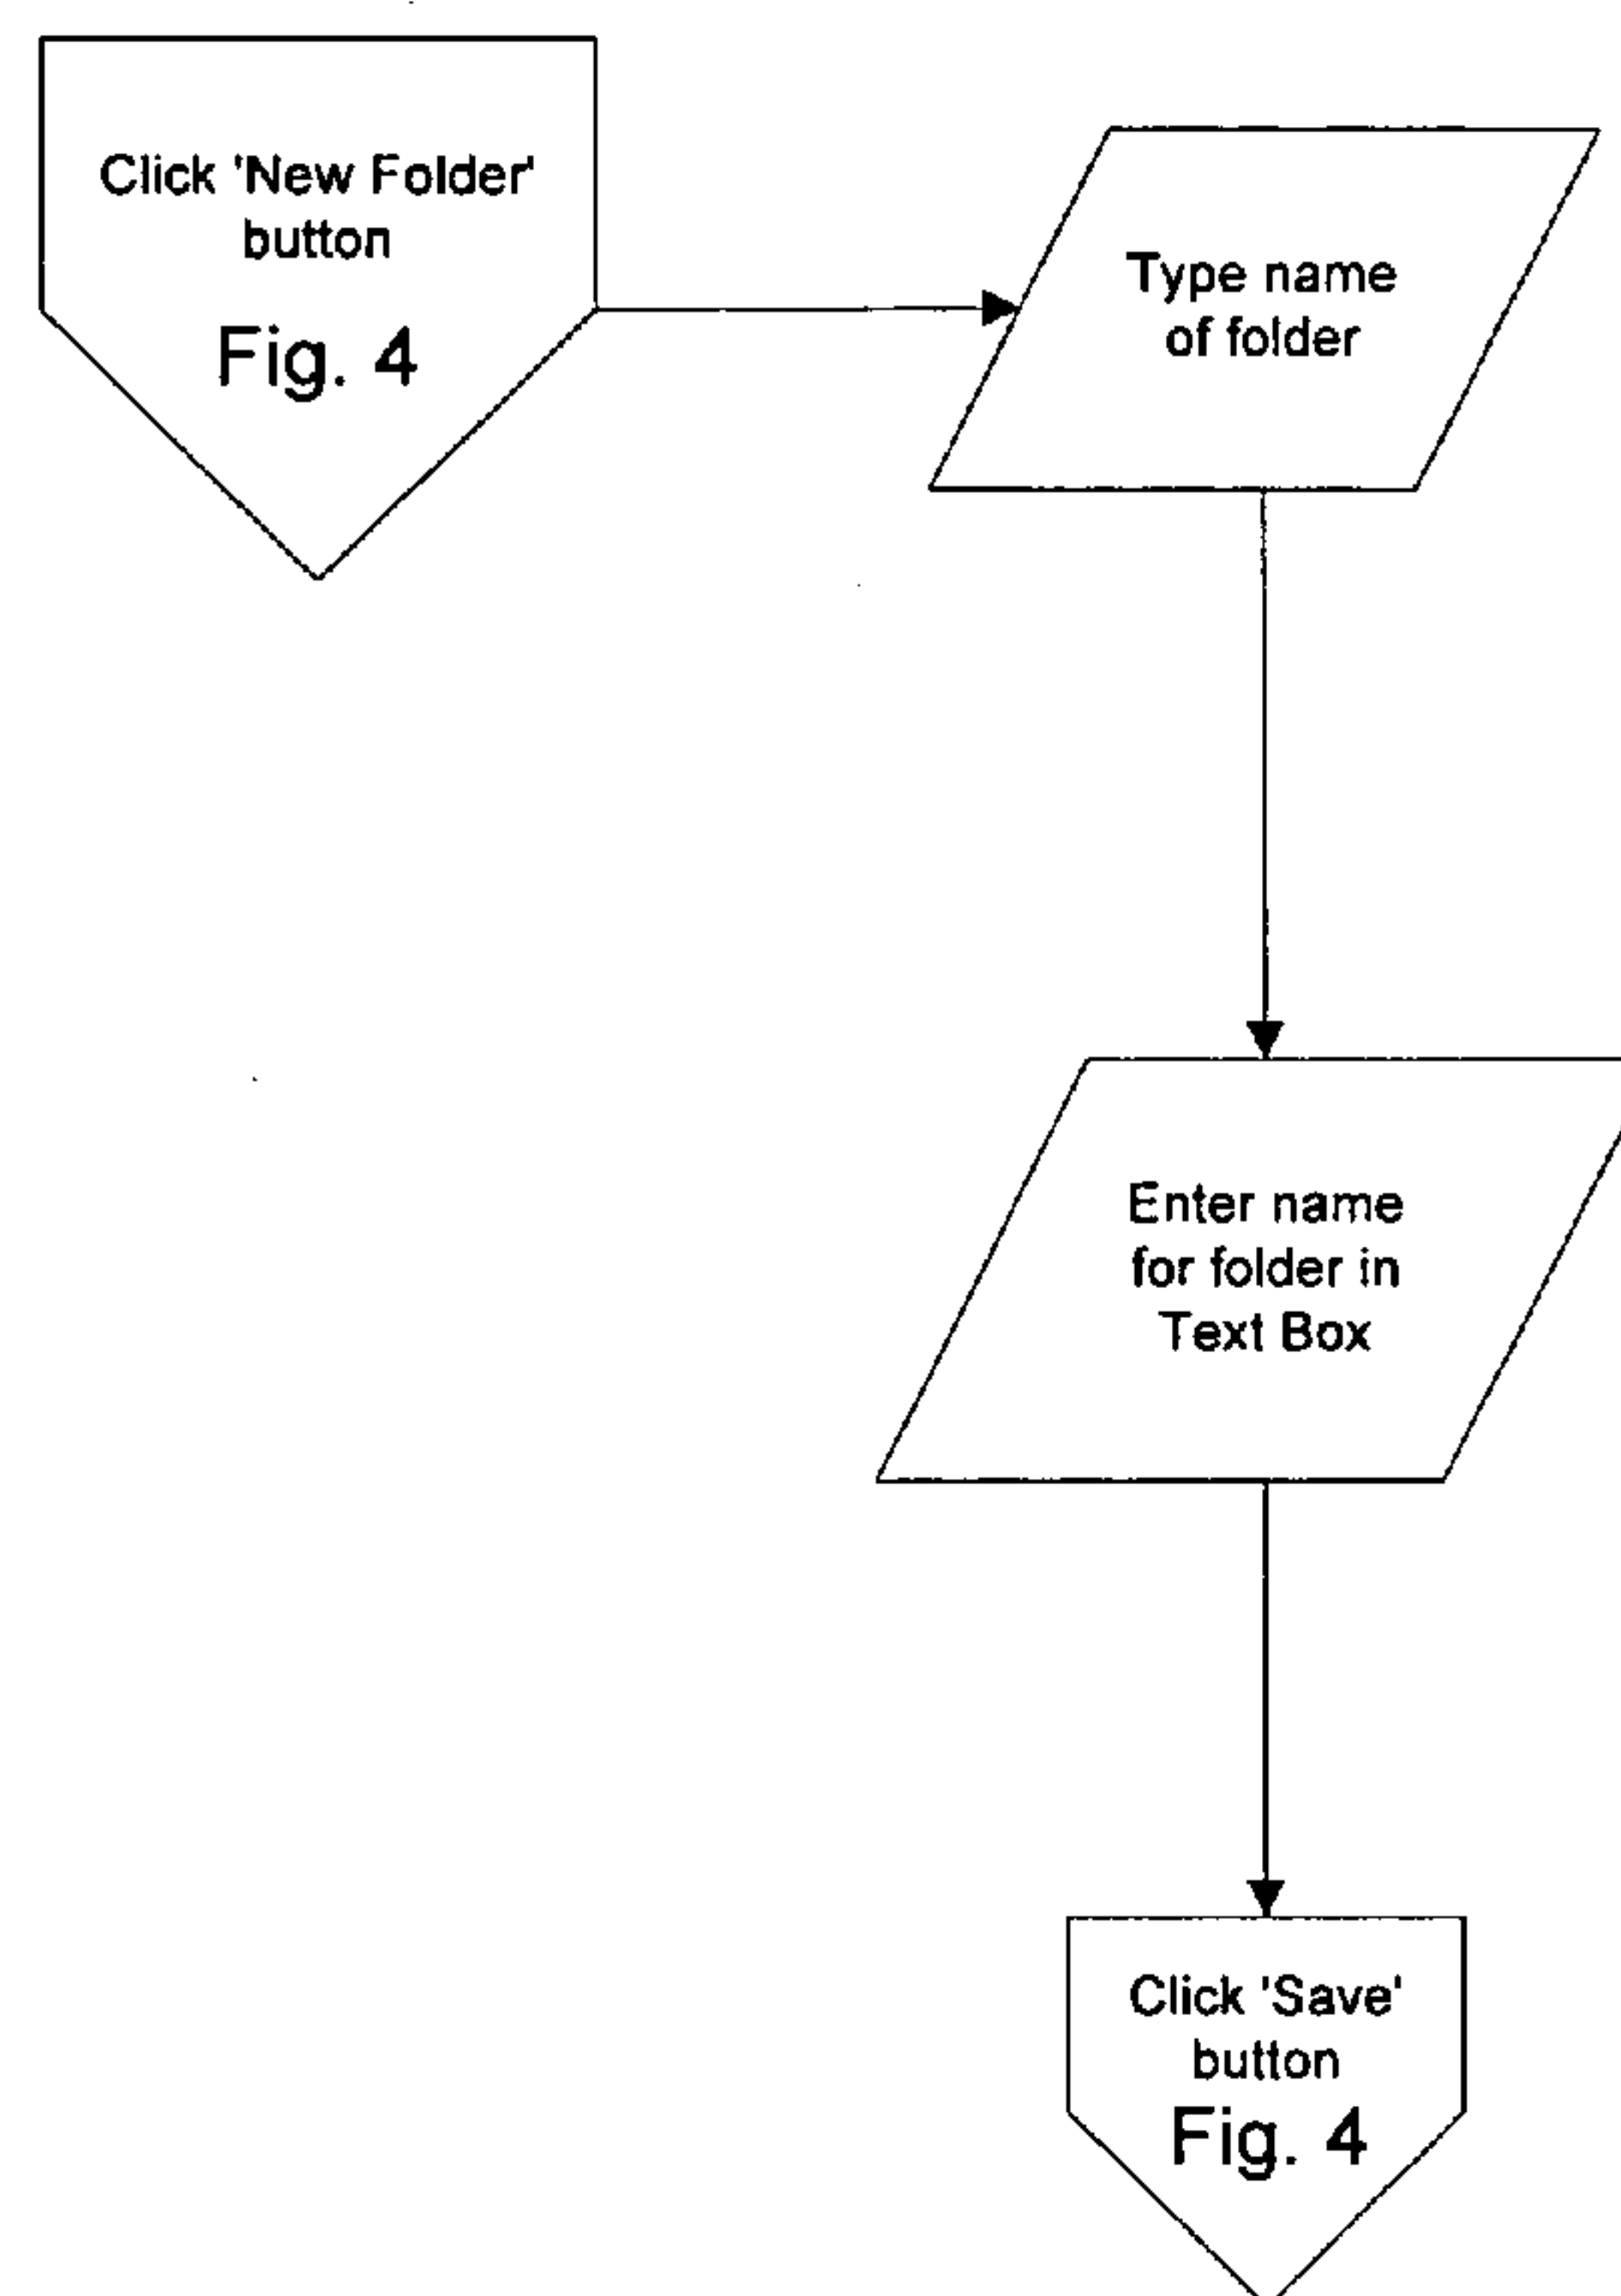 Click 'New Folder'
button
Fig. 4
Type name
of folder
Enter name
for folder in
Text Box
Click 'Save'
button
Fig. 4